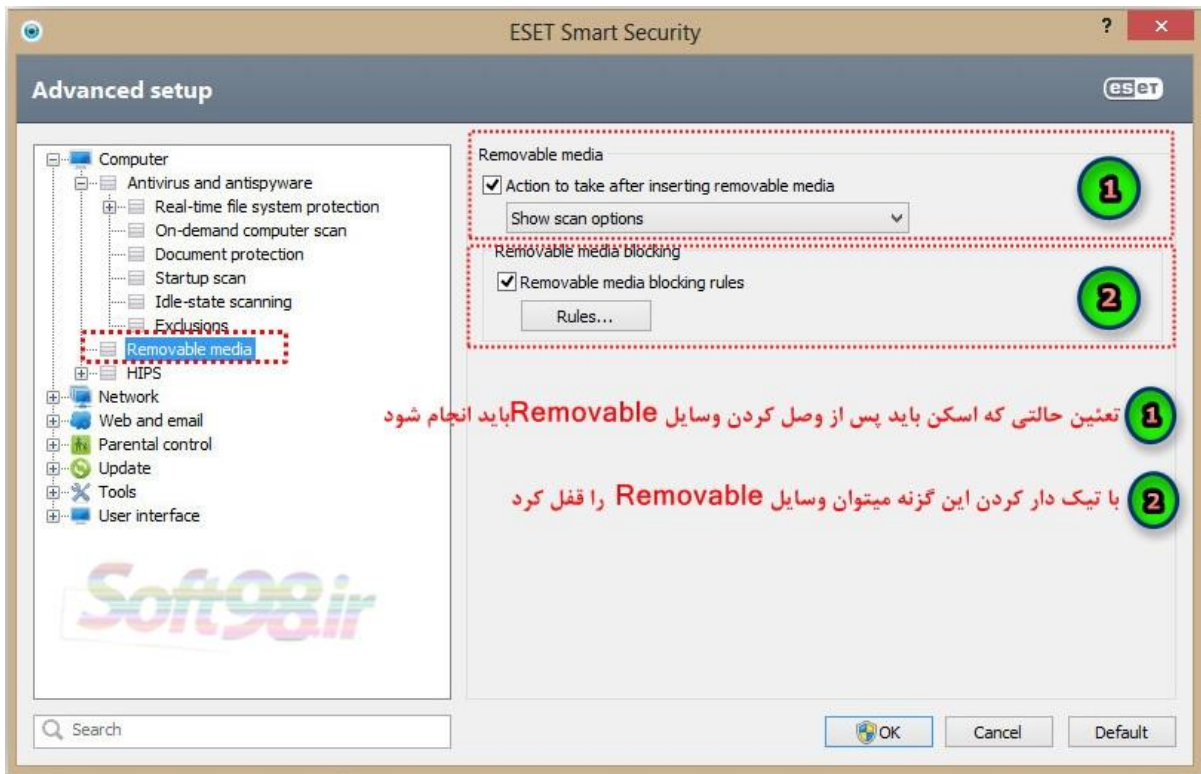 ESET Smart Security
?
Advanced setup
eset
Computer
Antivirus and antispyware
Real-time file system protection
On-demand computer scan
Document protection
Startup scan
Idle-state scanning
Exclusions
Removable media
HIPS
Network
Web and email
Parental control
Update
Tools
User interface
Soft98.ir
Search
Removable media
Action to take after inserting removable media
Show scan options
1
Removable media blocking
Removable media blocking rules
Rules...
2
1 تعئین حالتی که اسکن باید پس از وصل کردن وسایل Removableباید انجام شود
2 با تیک دار کردن این گزنه میتوان وسایل Removable را قفل کرد
OK
Cancel
Default